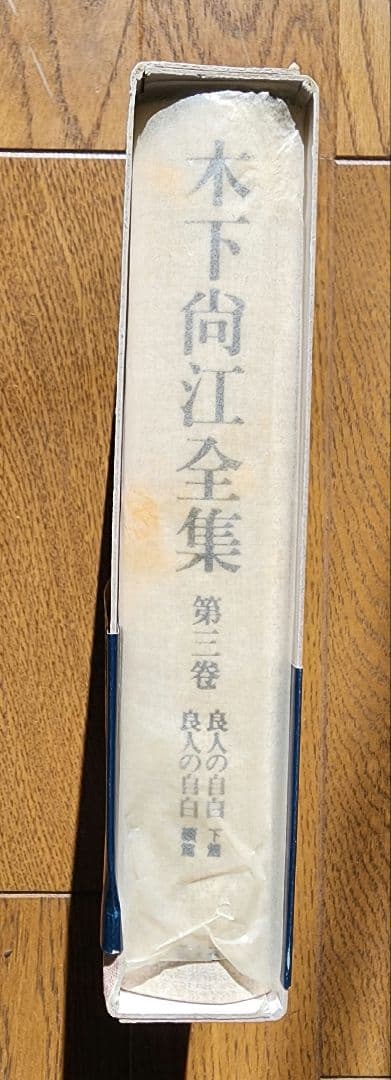 木下尚江全集
第三巻
良人の自白 下篇
良人の自白 續篇